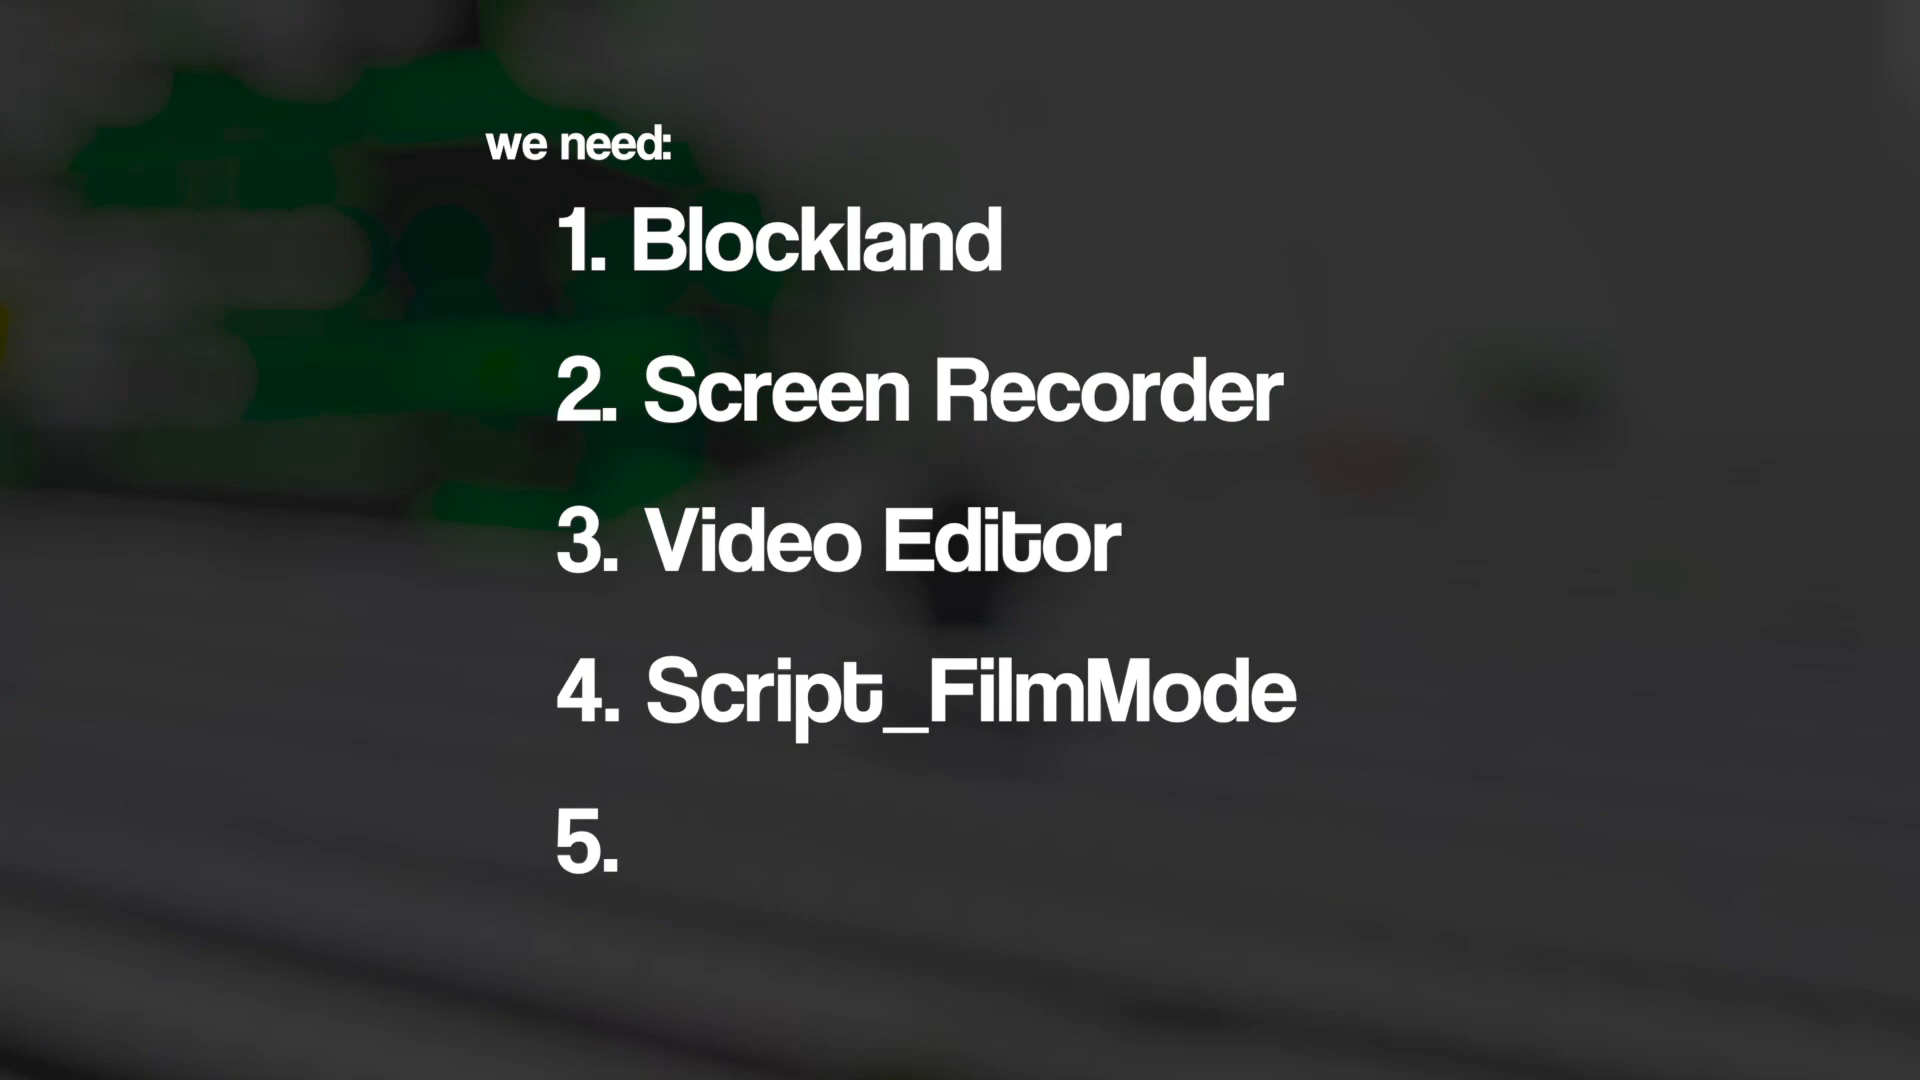 we need:
1. Blockland
2. Screen Recorder
3. Video Editor
4. Script_FilmMode
5.